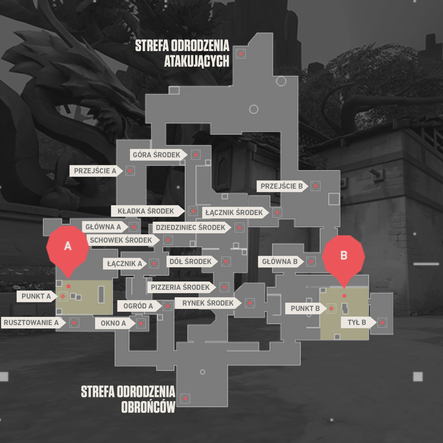 STREFA ODRODZENIA
ATAKUJĄCYCH
GÓRA ŚRODEK
PRZEJŚCIE A
PRZEJŚCIE B
KŁADKA ŚRODEK
ŁĄCZNIK ŚRODEK
GŁÓWNA A
DZIEDZINIEC ŚRODEK
SCHOWEK ŚRODEK
A
B
ŁĄCZNIK A
DÓŁ ŚRODEK
GŁÓWNA B
PIZZERIA ŚRODEK
PUNKT A
OGRÓD A
RYNEK ŚRODEK
PUNKT B
RUSZTOWANIE A
OKNO A
TYŁ B
STREFA ODRODZENIA
OBROŃCÓW